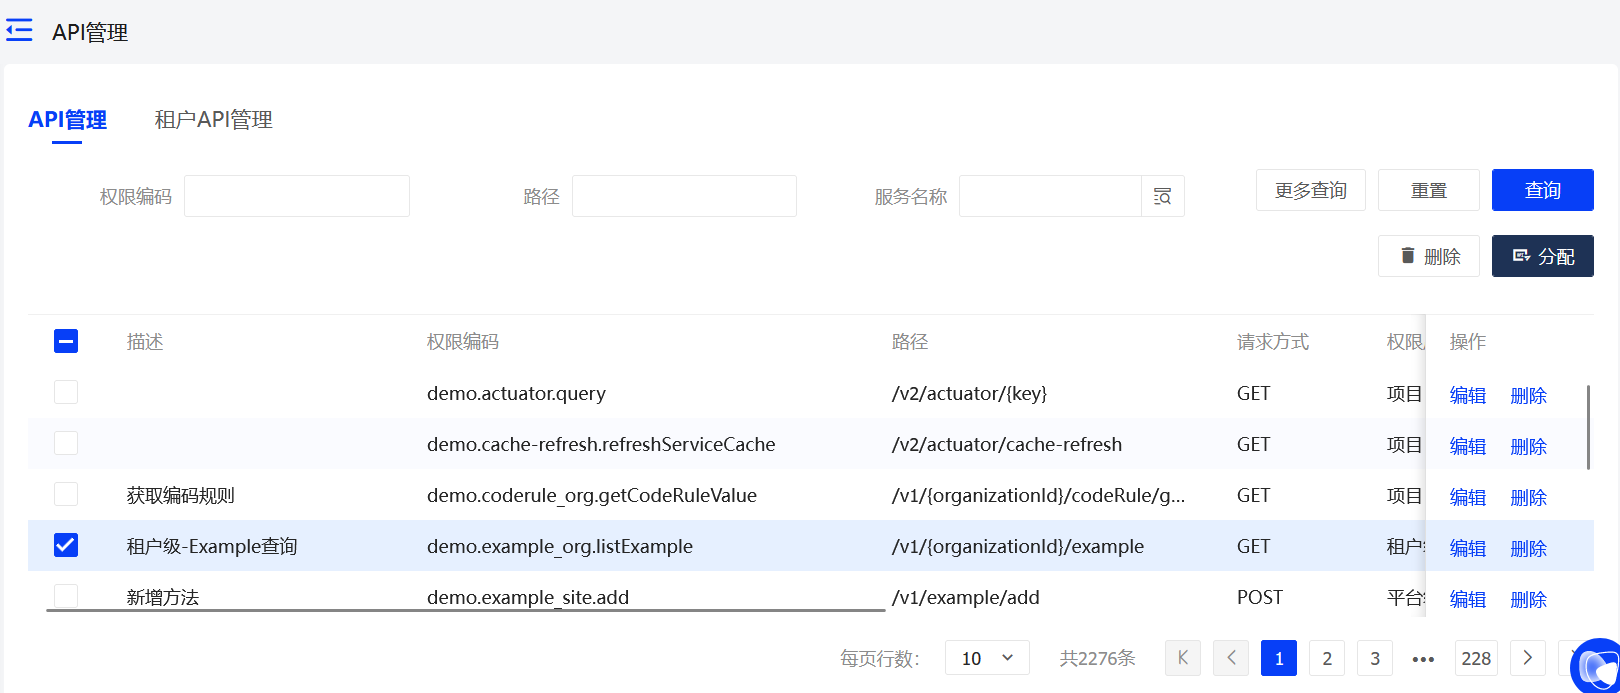 API管理
API管理 租户API管理
权限编码 路径 服务名称 更多查询 重置 查询
删除 分配
描述 权限编码 路径 请求方式 权限 操作
demo.actuator.query /v2/actuator/{key} GET 项目 编辑 删除
demo.cache-refresh.refreshServiceCache /v2/actuator/cache-refresh GET 项目 编辑 删除
获取编码规则 demo.coderule_org.getCodeRuleValue /v1/{organizationId}/codeRule/g... GET 项目 编辑 删除
租户级-Example查询 demo.example_org.listExample /v1/{organizationId}/example GET 租户 编辑 删除
新增方法 demo.example_site.add /v1/example/add POST 平台 编辑 删除
每页行数： 10 共2276条 1 2 3 ••• 228